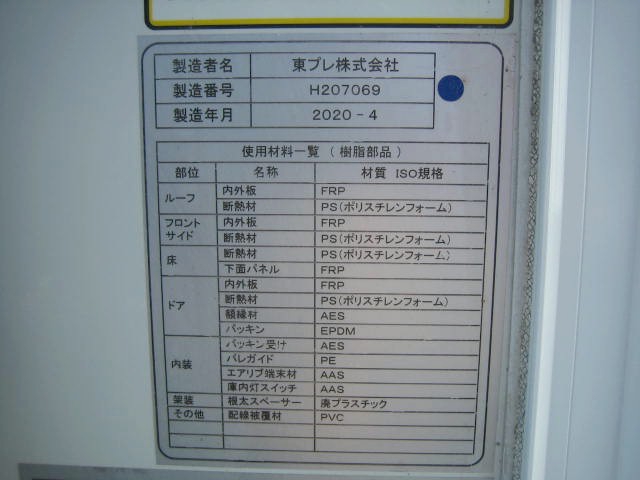 製造者名 東プレ株式会社
製造番号 H207069
製造年月 2020-4
使用材料一覧 (樹脂部品)
部位 名称 材質 ISO規格
ルーフ 内外板 FRP
断熱材 PS(ポリスチレンフォーム)
フロント サイド 内外板 FRP
断熱材 PS(ポリスチレンフォーム)
床 断熱材 PS(ポリスチレンフォーム)
下面パネル FRP
ドア 内外板 FRP
断熱材 PS(ポリスチレンフォーム)
額縁材 AES
パッキン EPDM
内装 パッキン受け AES
パレガイド PE
エアリブ端末材 AAS
庫内灯スイッチ AAS
架装 根太スペーサー 廃プラスチック
その他 配線被覆材 PVC